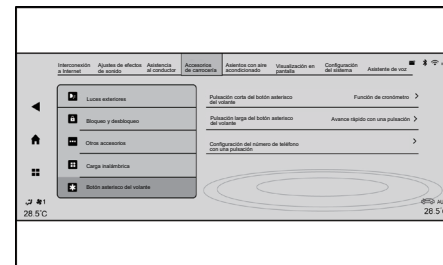 Interconexión a Internet
Ajustes de efectos de sonido
Asistencia al conductor
Accesorios de carrocería
Asientos con aire acondicionado
Visualización en pantalla
Configuración del sistema
Asistente de voz
Luces exteriores
Bloqueo y desbloqueo
Otros accesorios
Carga inalámbrica
Botón asterisco del volante
Pulsación corta del botón asterisco
del volante
Función de cronómetro >
Pulsación larga del botón asterisco
del volante
Avance rápido con una pulsación >
Configuración del número de teléfono
con una pulsación
>
1
28.5°C
28.5°